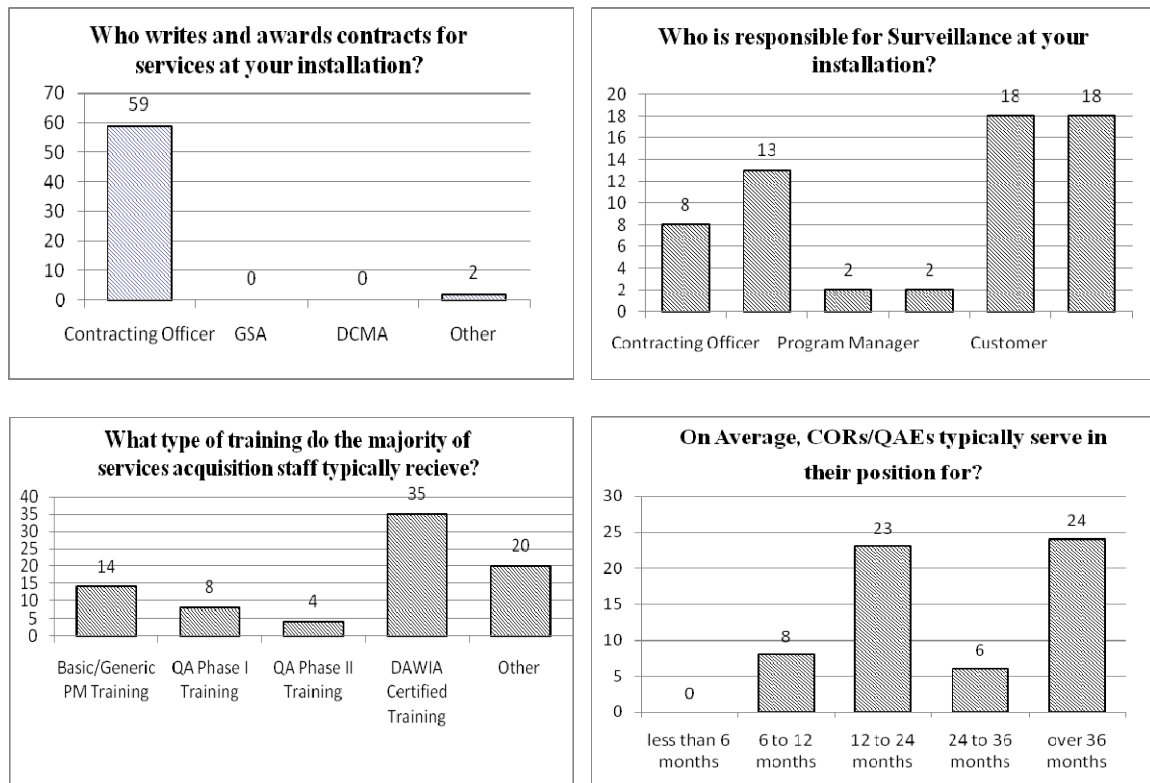 Who writes and awards contracts for
services at your installation?
70
60
50
40
30
20
10
0
59
0
0
2
Contracting Officer GSA DCMA Other
Who is responsible for Surveillance at your
installation?
20
18
16
14
12
10
8
6
4
2
0
8
13
2
2
18
18
Contracting Officer Program Manager Customer
What type of training do the majority of
services acquisition staff typically recieve?
40
35
30
25
20
15
10
5
0
14
8
4
35
20
Basic/Generic
PM Training
QA Phase I
Training
QA Phase II
Training
DAWIA
Certified
Training
Other
On Average, CORs/QAEs typically serve in
their position for?
30
25
20
15
10
5
0
0
8
23
6
24
less than 6
months
6 to 12
months
12 to 24
months
24 to 36
months
over 36
months